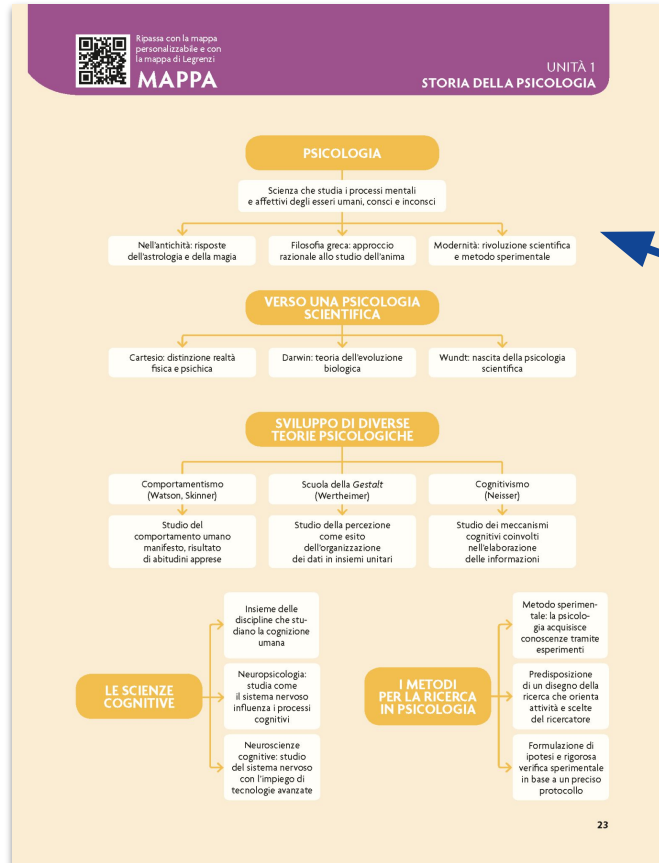 Ripassa con la mappa
personalizzabile e con
la mappa di Legrenzi
MAPPA
UNITÀ 1
STORIA DELLA PSICOLOGIA
PSICOLOGIA
Scienza che studia i processi mentali
e affettivi degli esseri umani, consci e inconsci
Nell'antichità: risposte
dell'astrologia e della magia
Filosofia greca: approccio
razionale allo studio dell'anima
Modernità: rivoluzione scientifica
e metodo sperimentale
VERSO UNA PSICOLOGIA
SCIENTIFICA
Cartesio: distinzione realtà
fisica e psichica
Darwin: teoria dell'evoluzione
biologica
Wundt: nascita della psicologia
scientifica
SVILUPPO DI DIVERSE
TEORIE PSICOLOGICHE
Comportamentismo
(Watson, Skinner)
Studio del
comportamento umano
manifesto, risultato
di abitudini apprese
Scuola della Gestalt
(Wertheimer)
Studio della percezione
come esito
dell'organizzazione
dei dati in insiemi unitari
Cognitivismo
(Neisser)
Studio dei meccanismi
cognitivi coinvolti
nell'elaborazione
delle informazioni
LE SCIENZE
COGNITIVE
Insieme delle
discipline che stu-
diano la cognizione
umana
Neuropsicologia:
studia come
il sistema nervoso
influenza i processi
cognitivi
Neuroscienze
cognitive: studio
del sistema nervoso
con l'impiego di
tecnologie avanzate
I METODI
PER LA RICERCA
IN PSICOLOGIA
Metodo sperimen-
tale: la psicolo-
gia acquisisce
conoscenze tramite
esperimenti
Predisposizione
di un disegno della
ricerca che orienta
attività e scelte
del ricercatore
Formulazione di
ipotesi e rigorosa
verifica sperimentale
in base a un preciso
protocollo
23